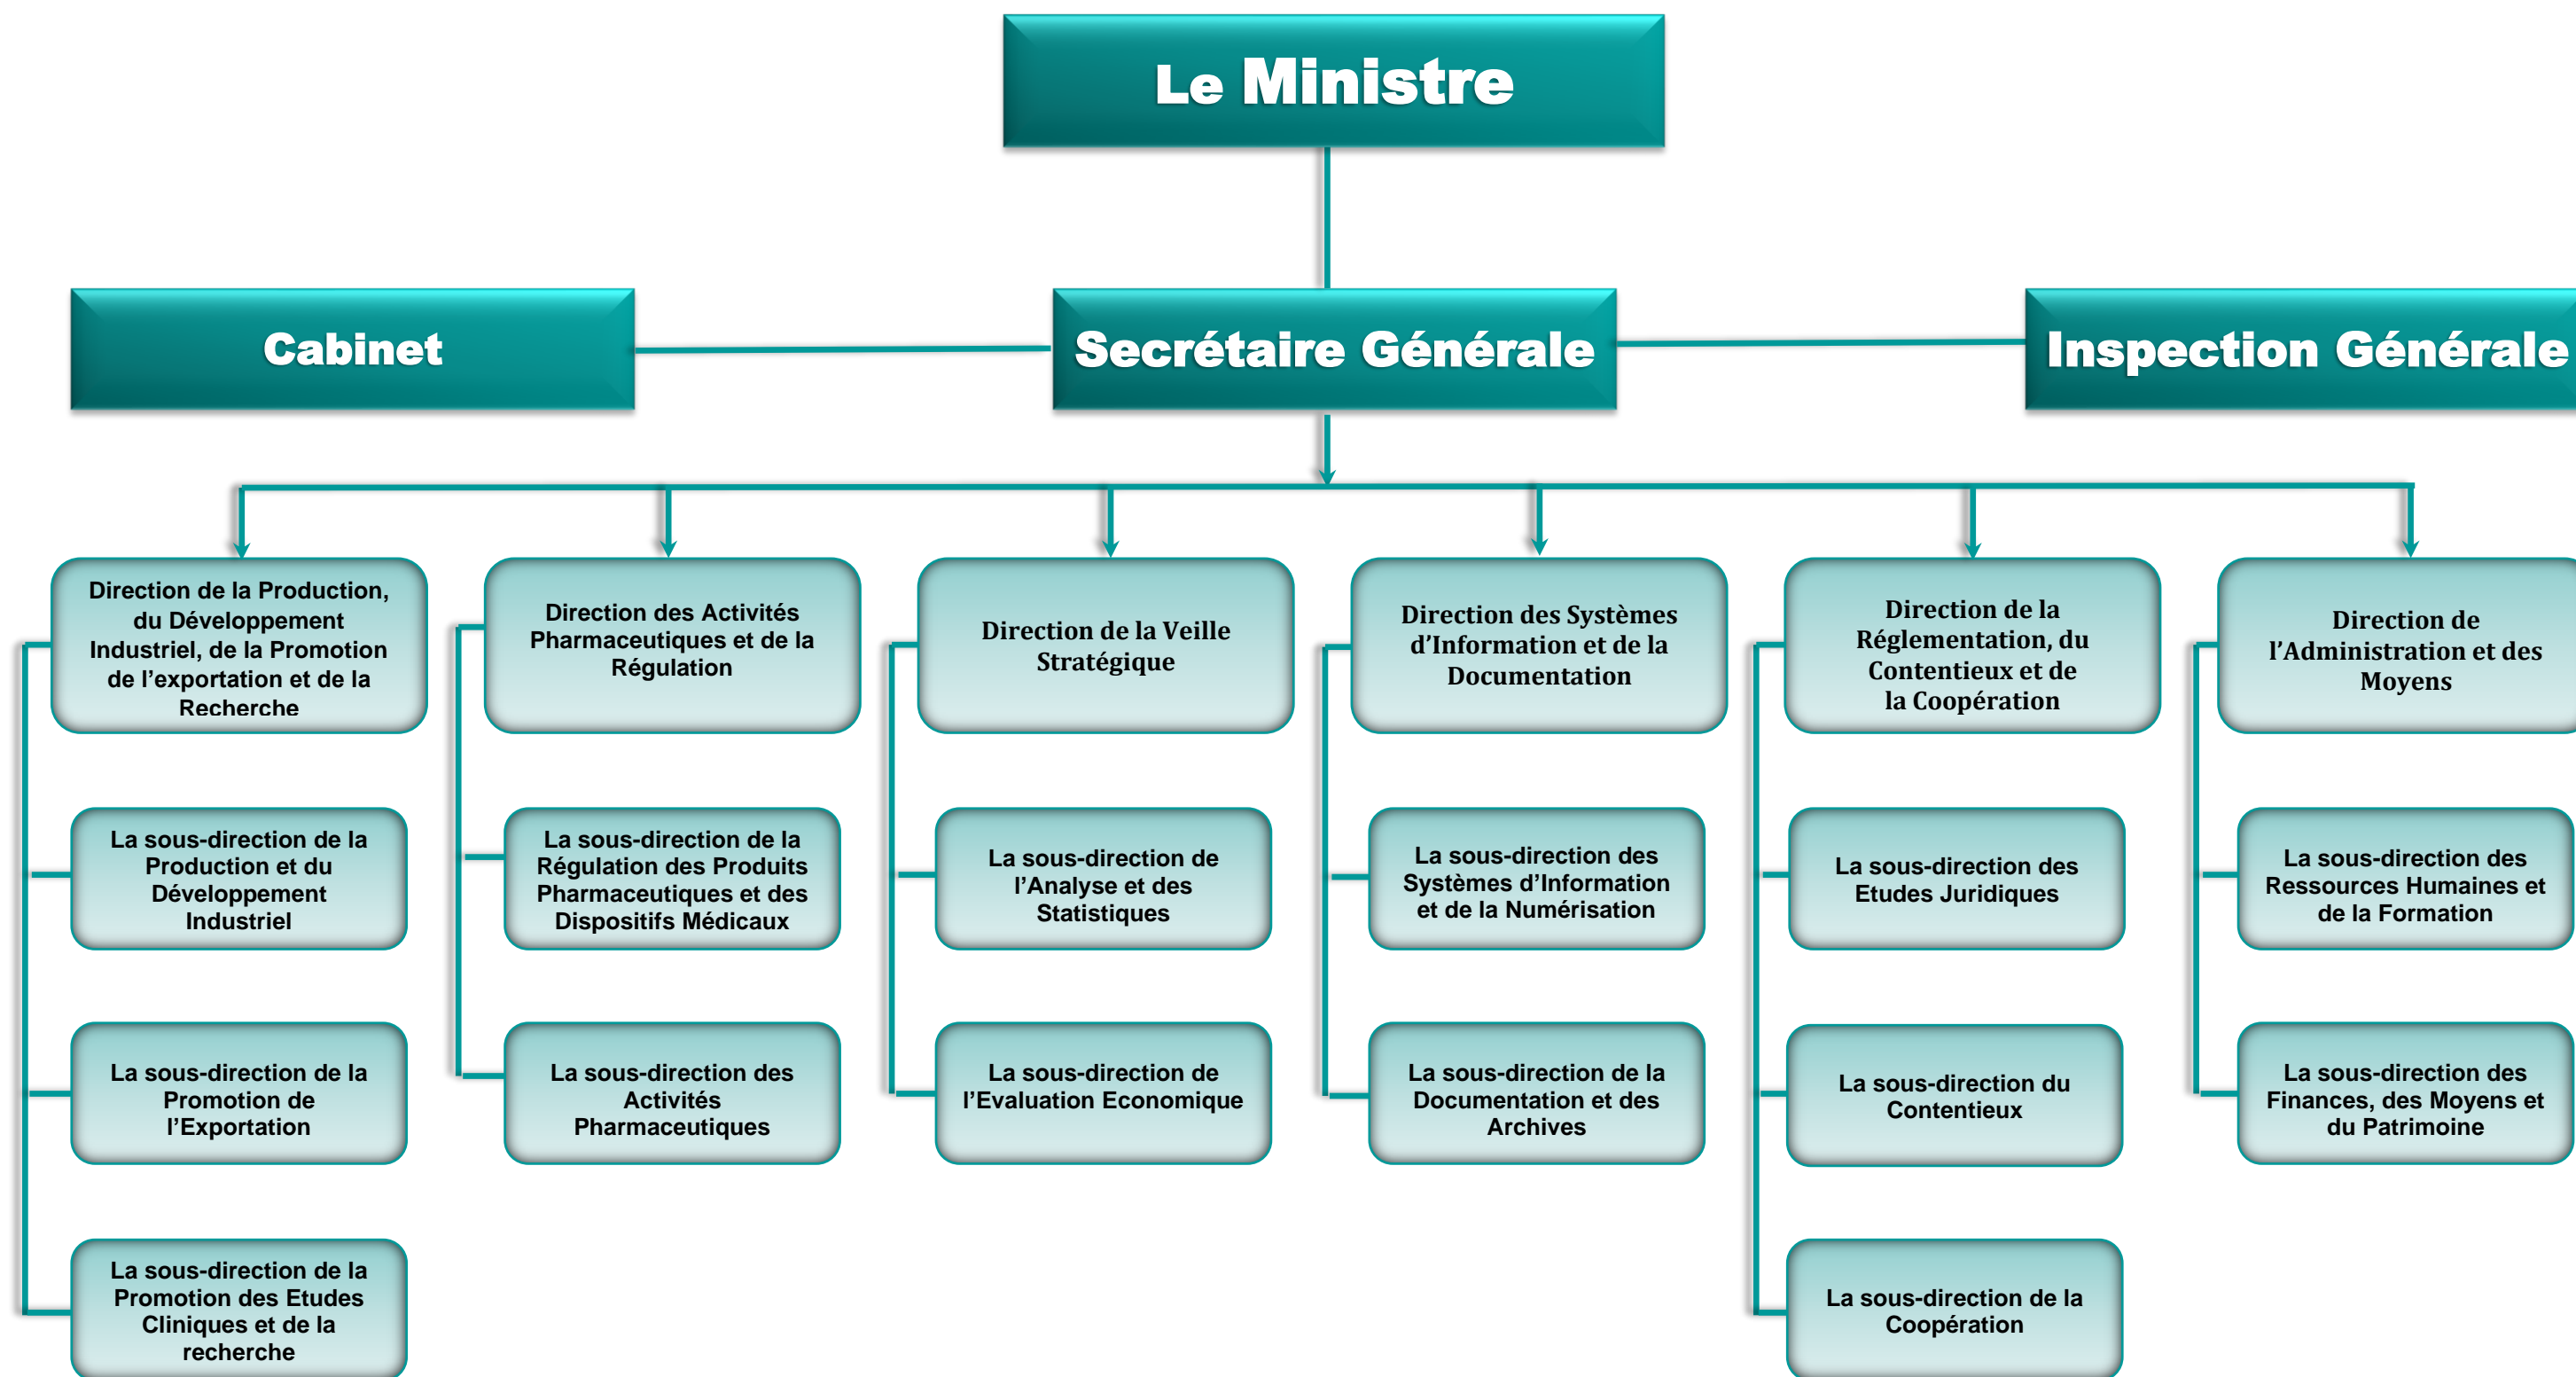 Le Ministre
Cabinet
Secrétaire Générale
Inspection Générale
Direction de la Production,
du Développement
Industriel, de la Promotion
de l’exportation et de la
Recherche
Direction des Activités
Pharmaceutiques et de la
Régulation
Direction de la Veille
Stratégique
Direction des Systèmes
d’Information et de la
Documentation
Direction de la
Réglementation, du
Contentieux et de
la Coopération
Direction de
l’Administration et des
Moyens
La sous-direction de la
Production et du
Développement
Industriel
La sous-direction de la
Régulation des Produits
Pharmaceutiques et des
Dispositifs Médicaux
La sous-direction de
l’Analyse et des
Statistiques
La sous-direction des
Systèmes d’Information
et de la Numérisation
La sous-direction des
Etudes Juridiques
La sous-direction des
Ressources Humaines et
de la Formation
La sous-direction de la
Promotion de
l’Exportation
La sous-direction des
Activités
Pharmaceutiques
La sous-direction de
l’Evaluation Economique
La sous-direction de la
Documentation et des
Archives
La sous-direction du
Contentieux
La sous-direction des
Finances, des Moyens et
du Patrimoine
La sous-direction de la
Promotion des Etudes
Cliniques et de la
recherche
La sous-direction de la
Coopération